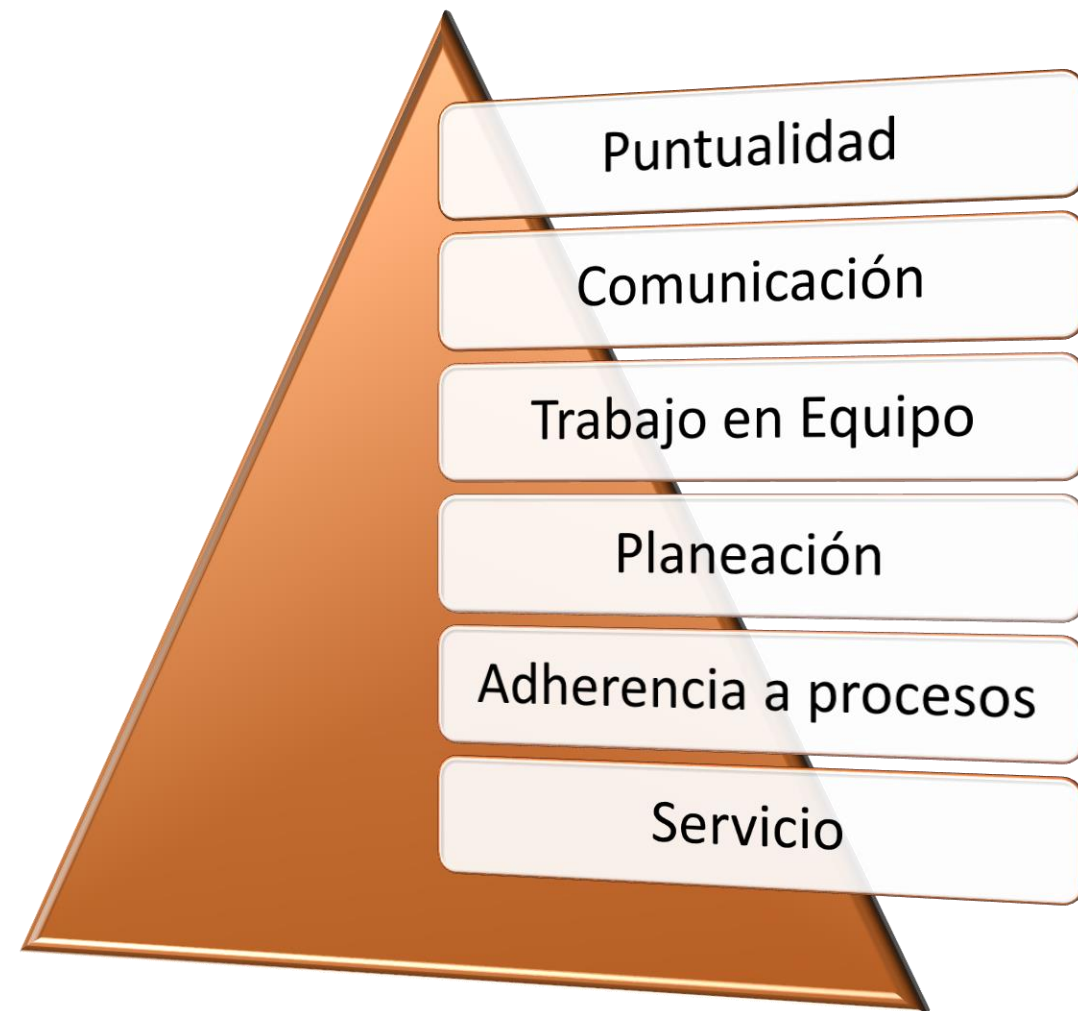 Puntualidad
Comunicación
Trabajo en Equipo
Planeación
Adherencia a procesos
Servicio